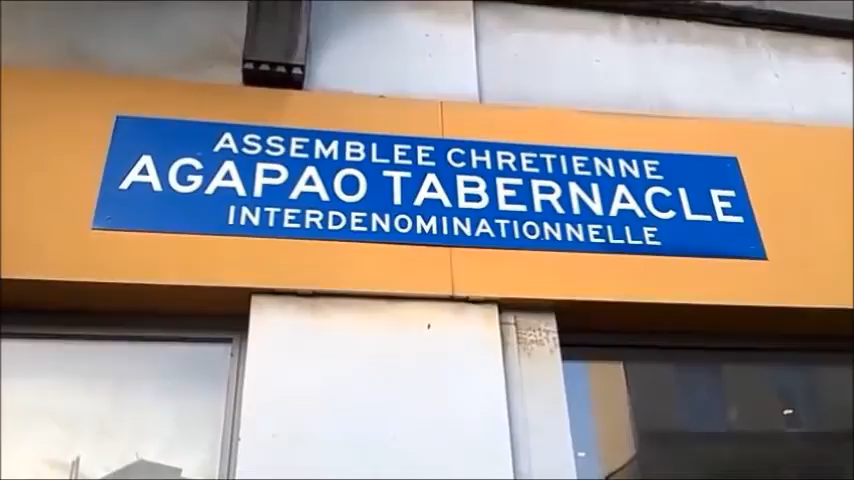 ASSEMBLEE CHRETIENNE
AGAPAO TABERNACLE
INTERDENOMINATIONNELLE